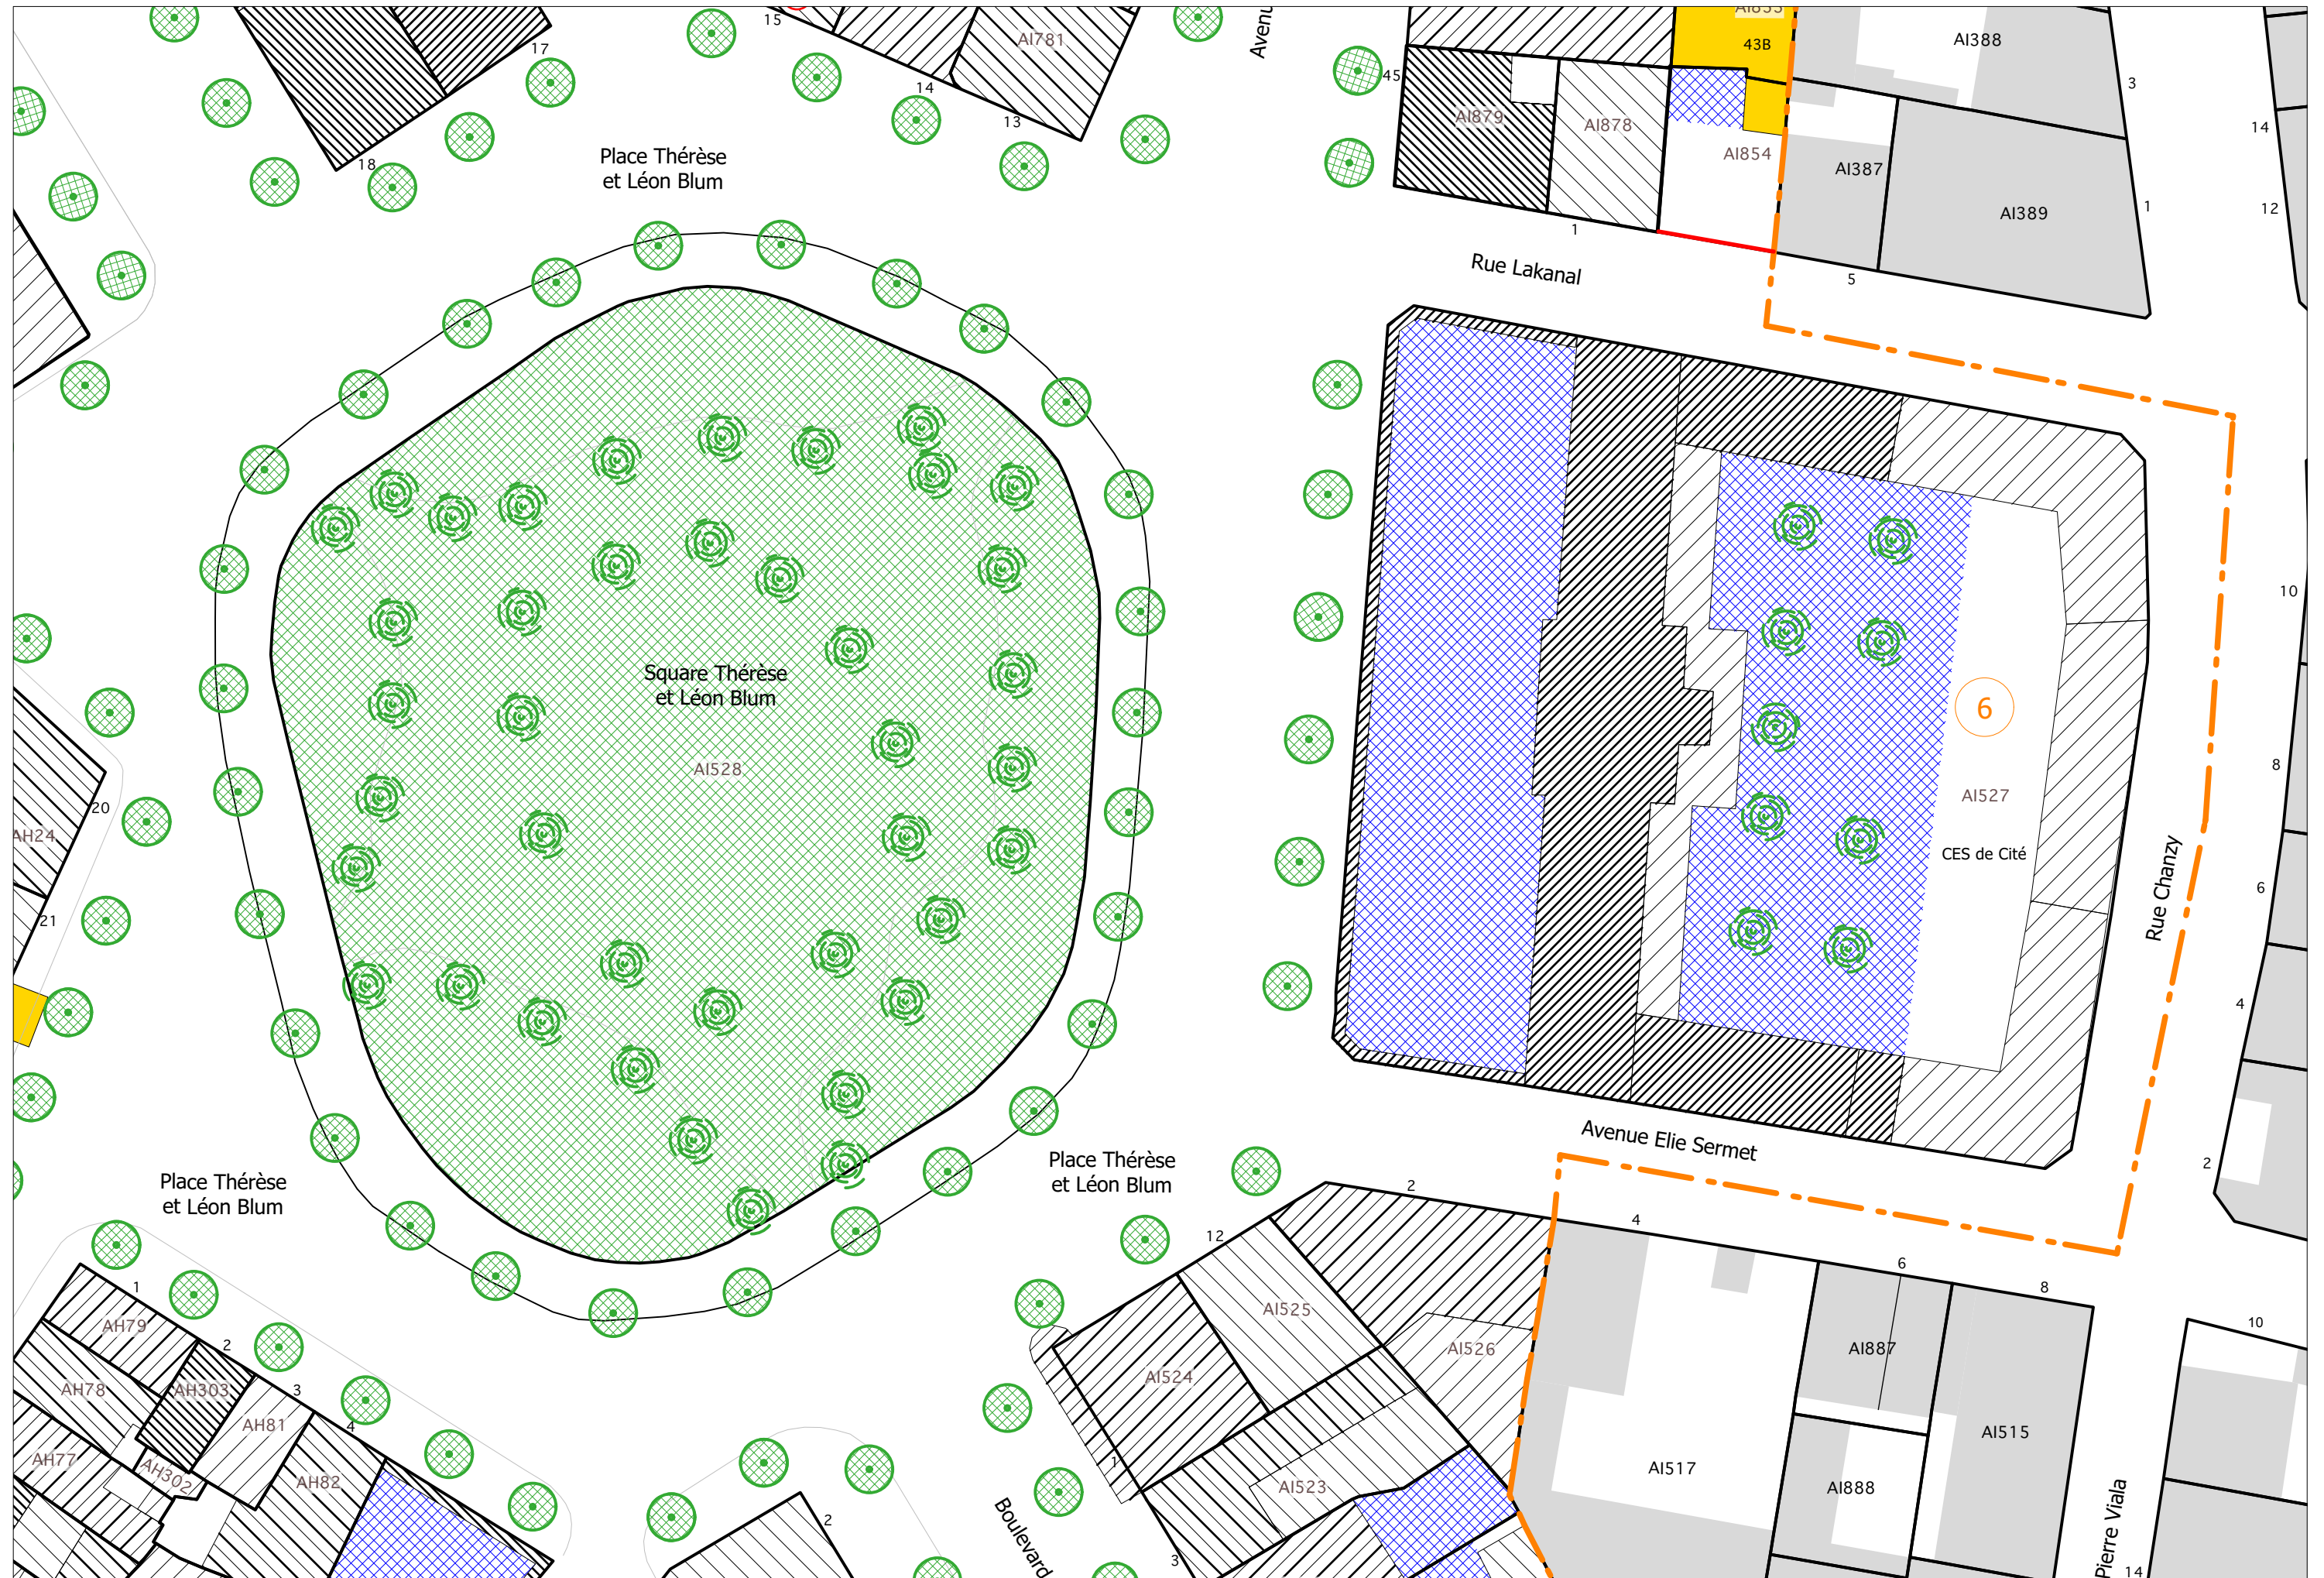 15
17
18
14
13
AI781
Place Thérèse
et Léon Blum
Avenu
45
AI879
AI878
1
43B
AI854
AI388
3
AI387
AI389
1
5
14
12
Rue Lakanal
Square Thérèse
et Léon Blum
AI528
6
AI527
CES de Cité
Rue Chanzy
10
8
6
4
2
AH24
20
21
Avenue Elie Sermet
Place Thérèse
et Léon Blum
Place Thérèse
et Léon Blum
2
12
4
6
8
10
AI525
AI526
AI524
AI523
1
3
AI887
AI517
AI888
AI515
Pierre Viala
14
Boulevard
2
1
AH79
2
AH78
AH303
3
AH81
4
AH77
AH302
AH82